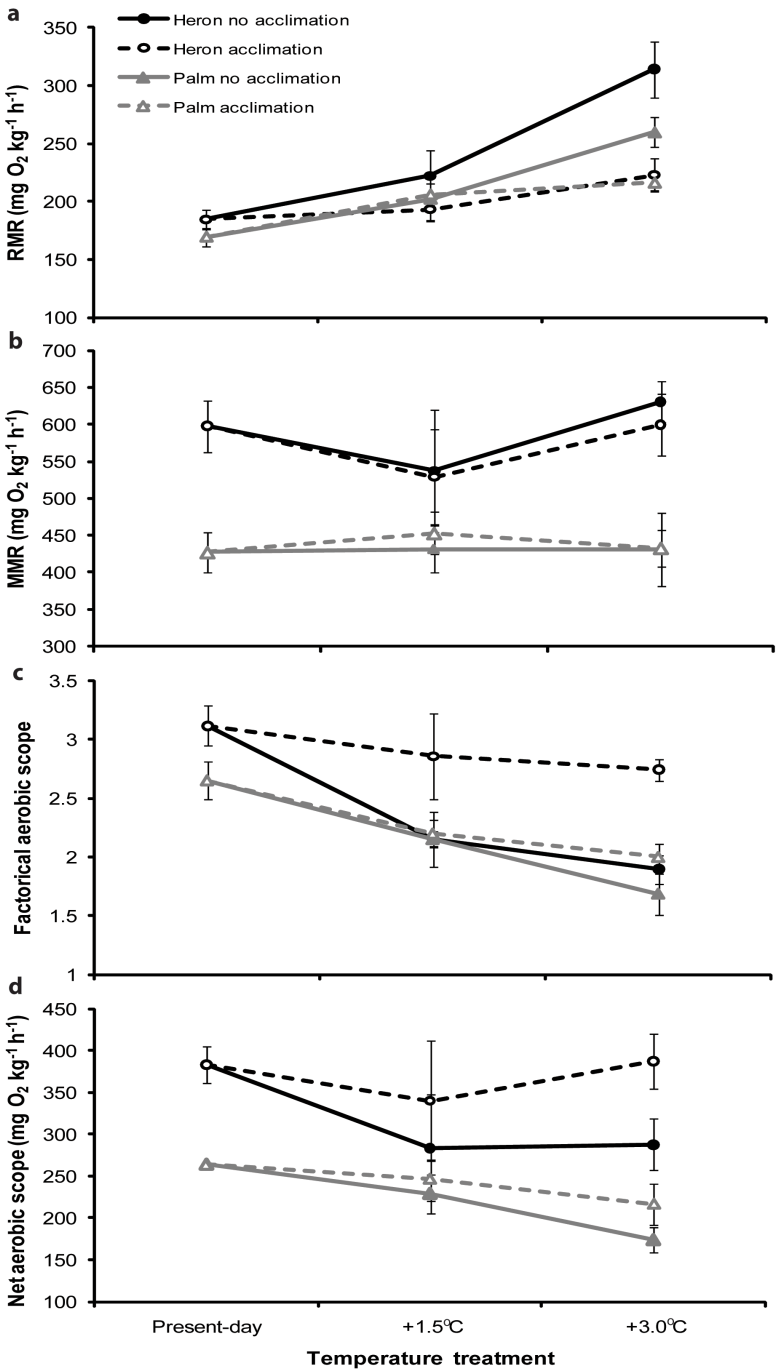 a
Heron no acclimation
Heron acclimation
Palm no acclimation
Palm acclimation
350
300
250
200
150
100
RMR (mg O₂ kg⁻¹ h⁻¹)
b
700
650
600
550
500
450
400
350
300
MMR (mg O₂ kg⁻¹ h⁻¹)
c
3.5
3
2.5
2
1.5
1
Factorical aerobic scope
d
450
400
350
300
250
200
150
100
Net aerobic scope (mg O₂ kg⁻¹ h⁻¹)
Present-day
+1.5ºC
+3.0ºC
Temperature treatment